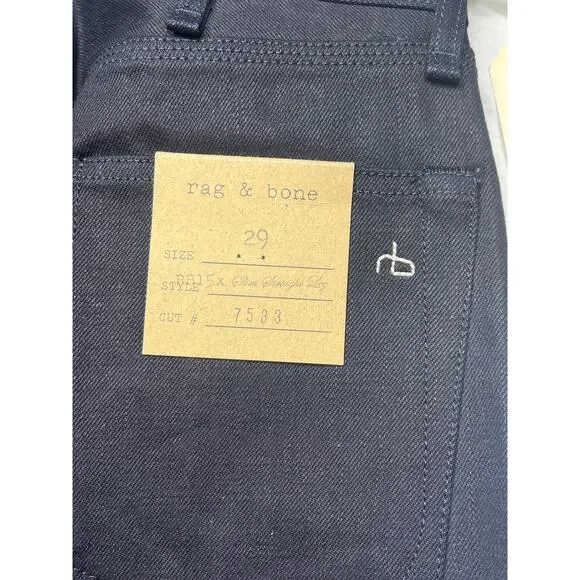 rag & bone
29
SIZE
RB15x Slim Straight Leg
STYLE
CUT # 7533
rb